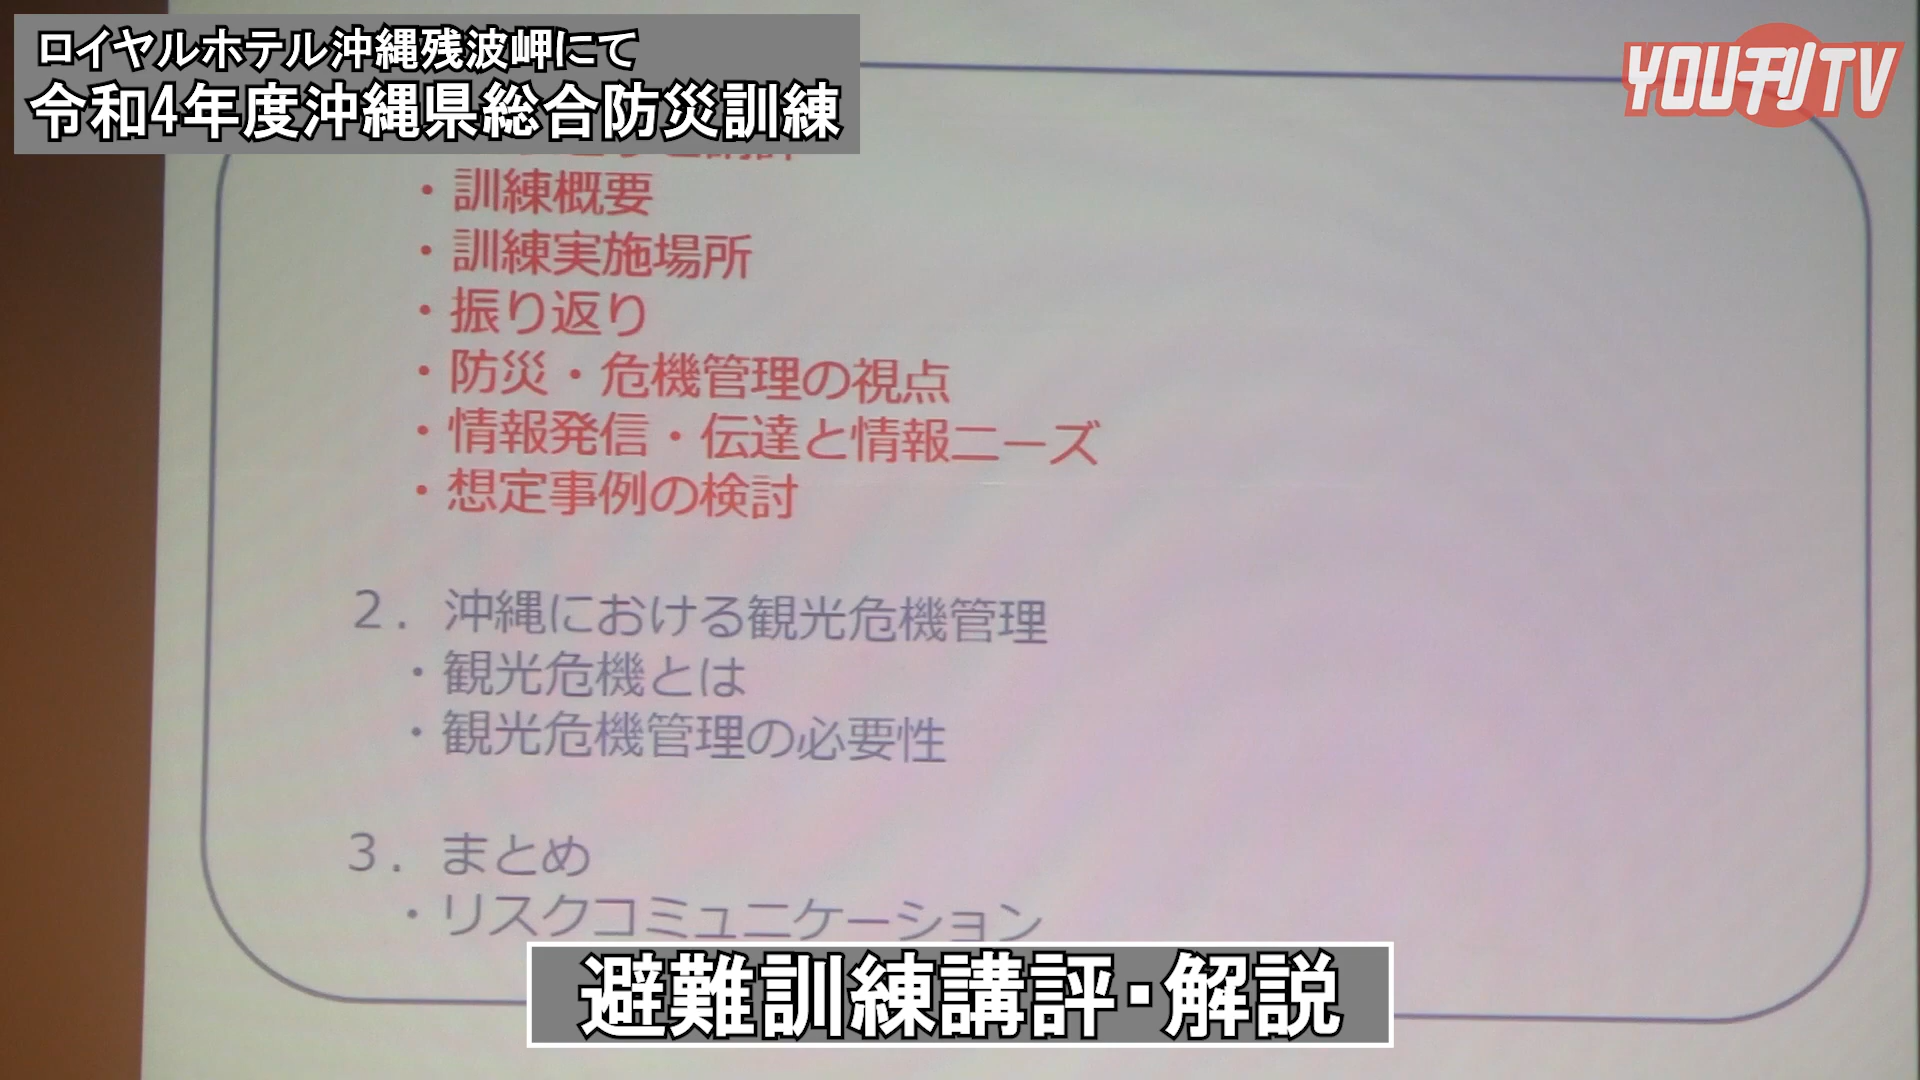 ロイヤルホテル沖縄残波岬にて
令和4年度沖縄県総合防災訓練
YOU刊TV
・訓練概要
・訓練実施場所
・振り返り
・防災・危機管理の視点
・情報発信・伝達と情報ニーズ
・想定事例の検討
２．沖縄における観光危機管理
・観光危機とは
・観光危機管理の必要性
３．まとめ
・リスクコミュニケーション
避難訓練講評・解説